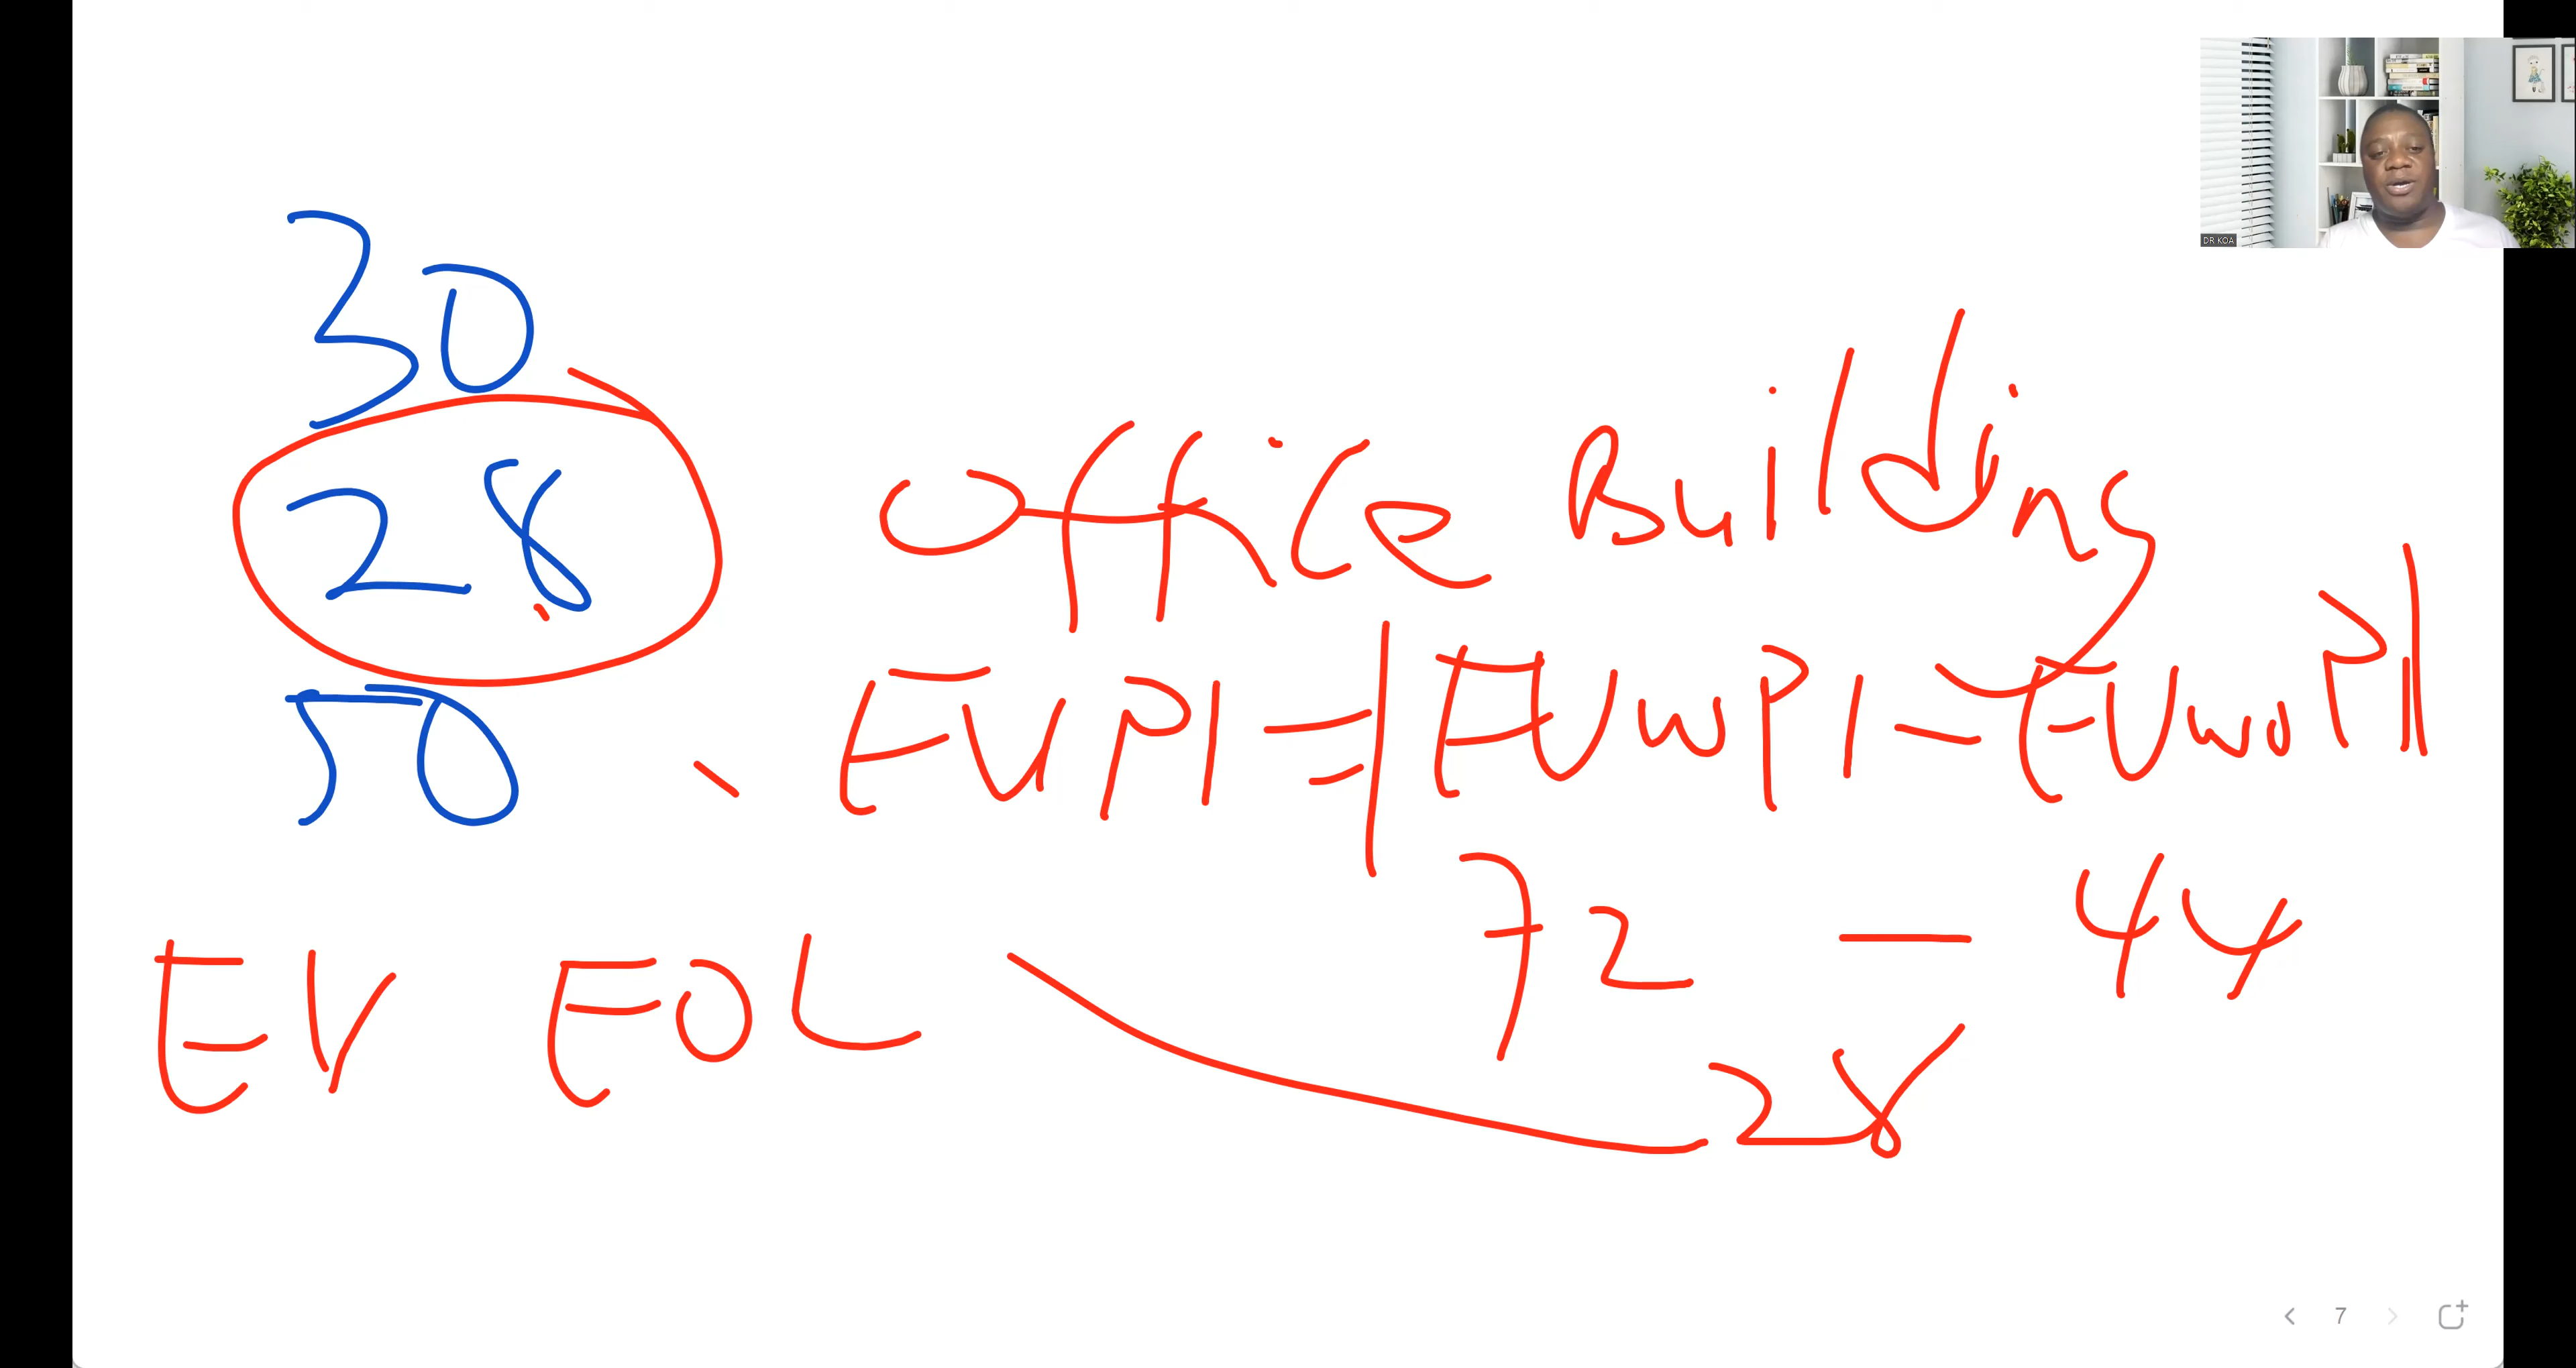 DR KOA
30
28 Office Building
50 EVPI = |EVwPI - EVwoPI|
72 - 44
EV EOL 28
7